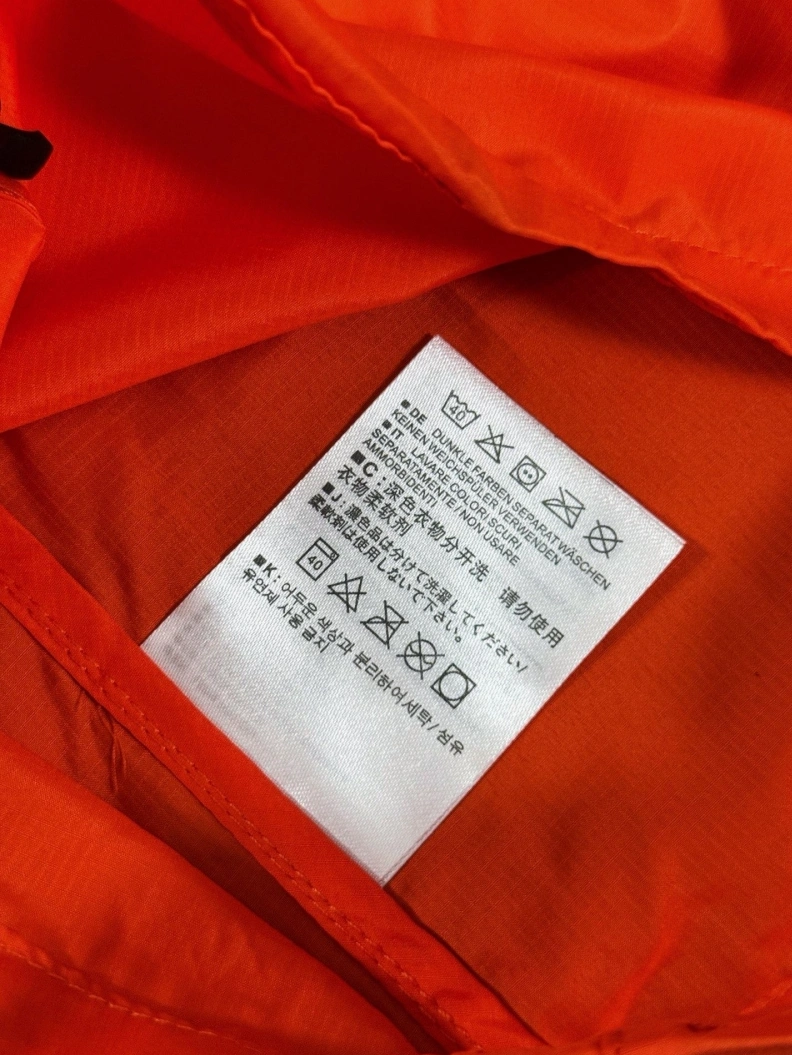 40
■ DE DUNKLE FARBEN SEPARAT WASCHEN
KEINEN WEICHSPÜLER VERWENDEN
■ IT LAVARE COLORI SCURI
SEPARATAMENTE / NON USARE
AMMORBIDENTI
■C：深色衣物分开洗 请勿使用
衣物柔软剂
■J：濃色品は分けて洗濯してください/
柔軟剤は使用しないで下さい。
40
■K：어두운 색상과 분리하여 세탁/ 섬유
유연제 사용 금지